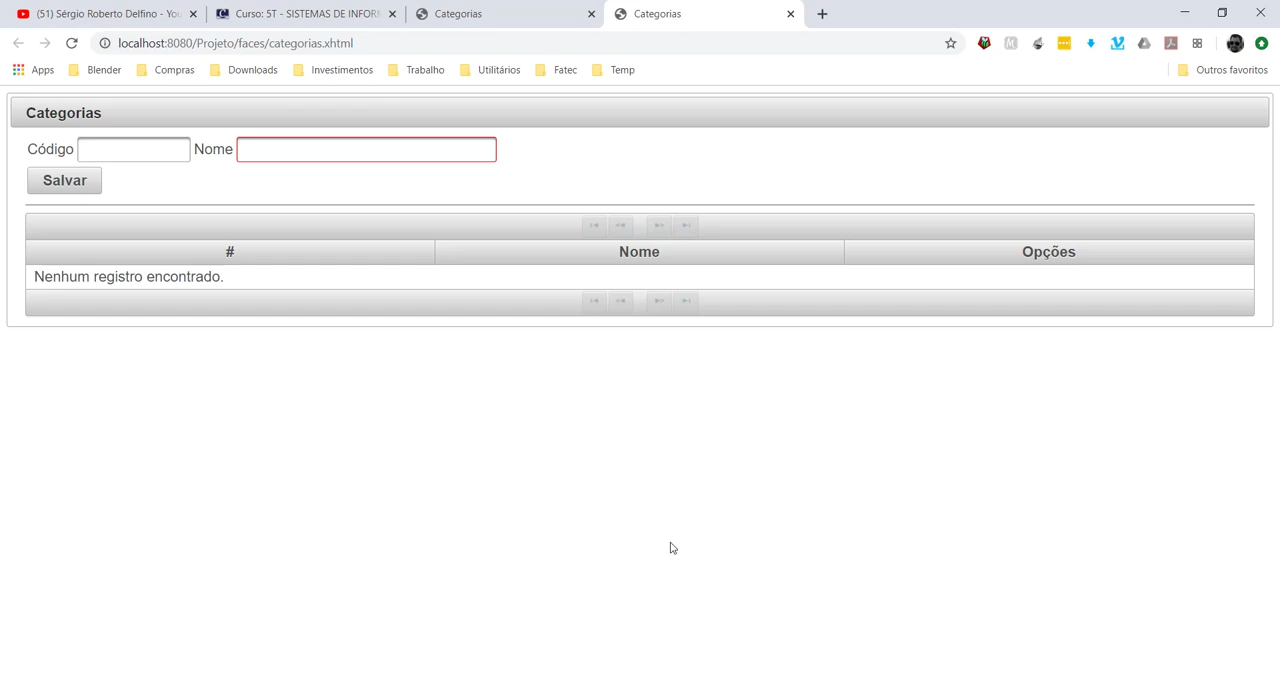 (51) Sérgio Roberto Delfino - You
Curso: 5T - SISTEMAS DE INFOR
Categorias
Categorias
localhost:8080/Projeto/faces/categorias.xhtml
Apps Blender Compras Downloads Investimentos Trabalho Utilitários Fatec Temp Outros favoritos
Categorias
Código Nome
Salvar
# Nome Opções
Nenhum registro encontrado.